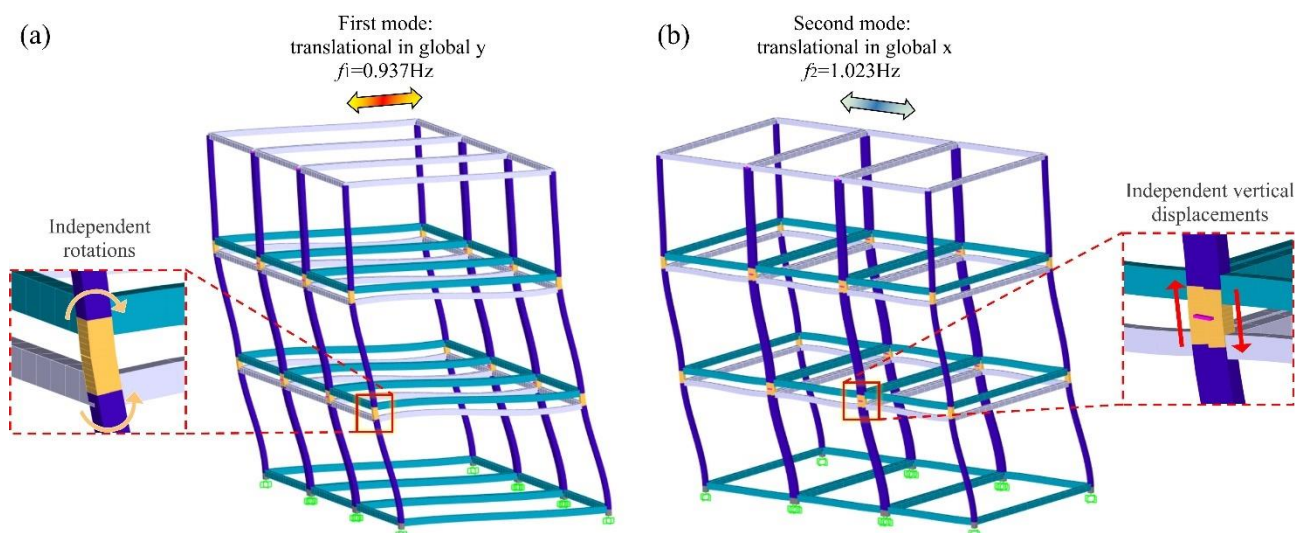 (a)
First mode:
translational in global y
f1=0.937Hz
(b)
Second mode:
translational in global x
f2=1.023Hz
Independent
rotations
Independent vertical
displacements